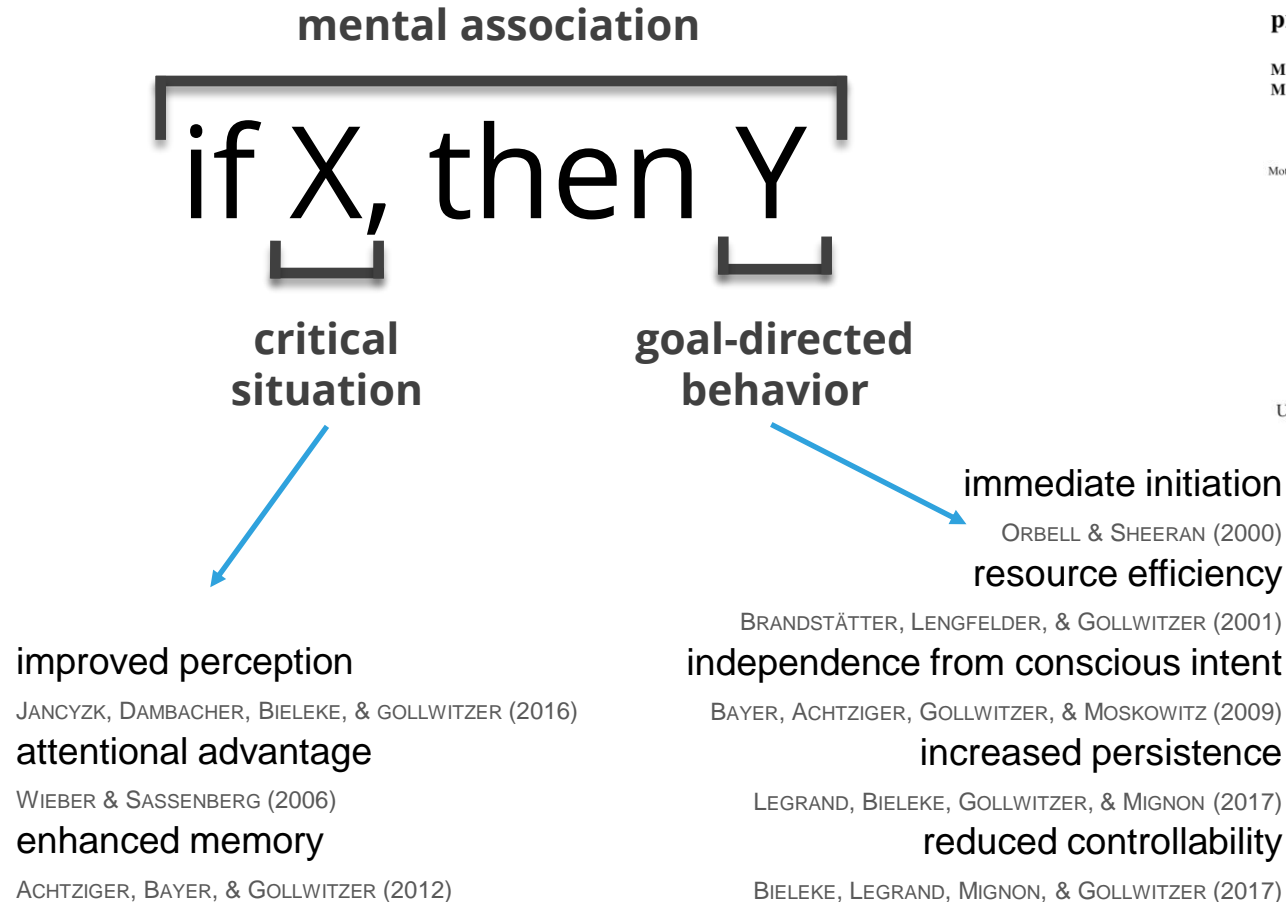 mental association
if X, then Y
critical
situation
goal-directed
behavior
improved perception
JANCYZK, DAMBACHER, BIELEKE, & GOLLWITZER (2016)
attentional advantage
WIEBER & SASSENBERG (2006)
enhanced memory
ACHTZIGER, BAYER, & GOLLWITZER (2012)
immediate initiation
ORBELL & SHEERAN (2000)
resource efficiency
BRANDSTÄTTER, LENGFELDER, & GOLLWITZER (2001)
independence from conscious intent
BAYER, ACHTZIGER, GOLLWITZER, & MOSKOWITZ (2009)
increased persistence
LEGRAND, BIELEKE, GOLLWITZER, & MIGNON (2017)
reduced controllability
BIELEKE, LEGRAND, MIGNON, & GOLLWITZER (2017)